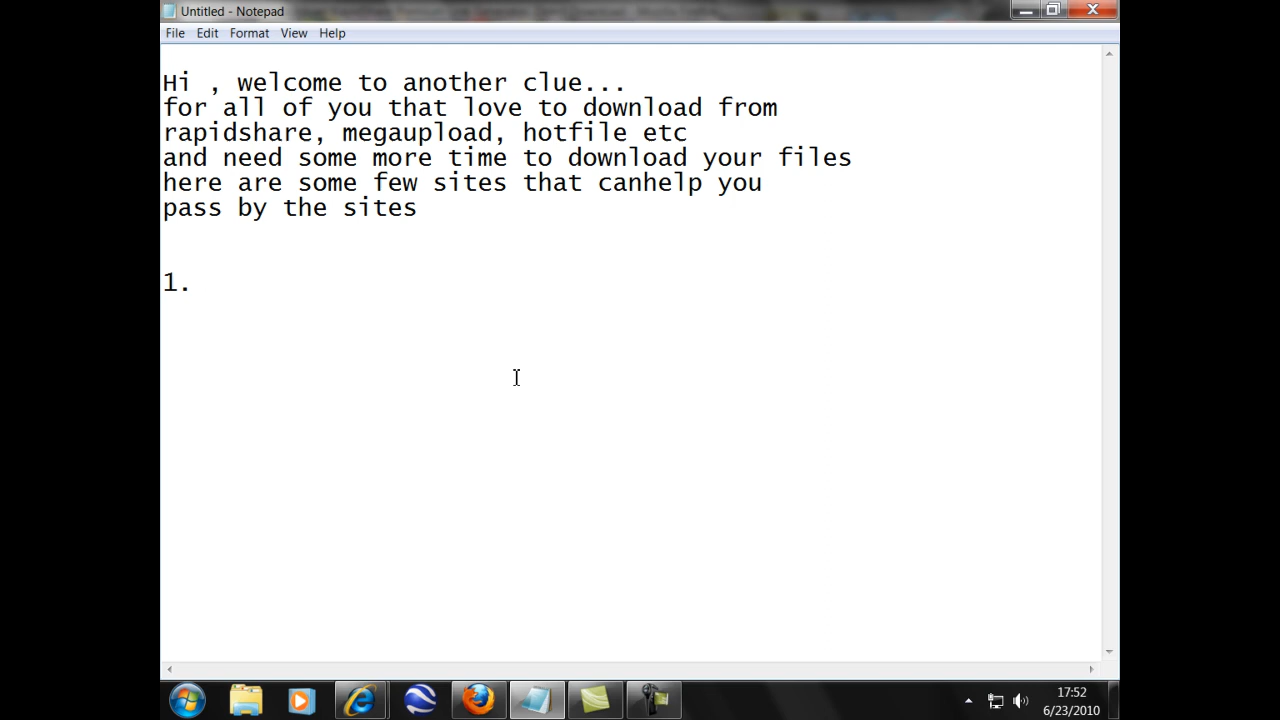 Untitled - Notepad
File Edit Format View Help
Hi , welcome to another clue...
for all of you that love to download from
rapidshare, megaupload, hotfile etc
and need some more time to download your files
here are some few sites that canhelp you
pass by the sites
1.
17:52
6/23/2010